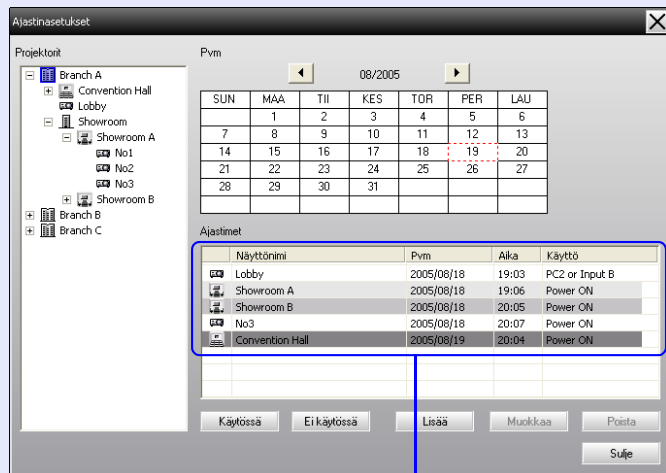 Ajastinasetukset
Projektorit
Branch A
Convention Hall
Lobby
Showroom
Showroom A
No1
No2
No3
Showroom B
Branch B
Branch C
Pvm
08/2005
SUN MAA TII KES TOR PER LAU
1 2 3 4 5 6
7 8 9 10 11 12 13
14 15 16 17 18 19 20
21 22 23 24 25 26 27
28 29 30 31
Ajastimet
Näyttönimi Pvm Aika Käyttö
Lobby 2005/08/18 19:03 PC2 or Input B
Showroom A 2005/08/18 19:06 Power ON
Showroom B 2005/08/18 20:05 Power ON
No3 2005/08/18 20:07 Power ON
Convention Hall 2005/08/19 20:04 Power ON
Käytössä Ei käytössä Lisää Muokkaa Poista
Sulje